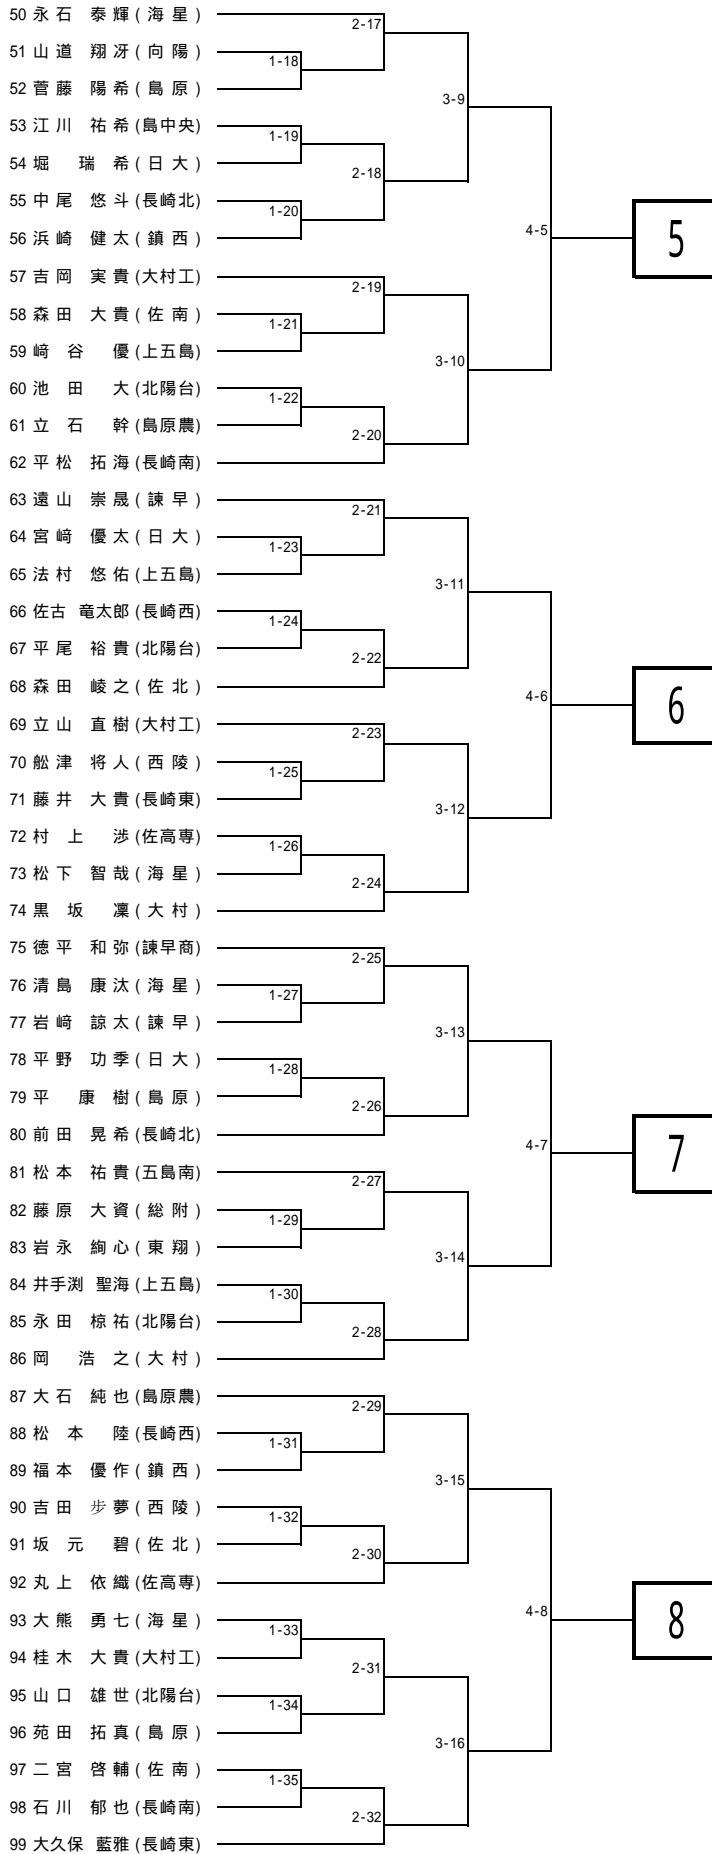 50 永石 泰輝 (海星)
2-17
51 山道 翔冴 (向陽)
1-18
52 菅藤 陽希 (島原)
3-9
53 江川 祐希 (島中央)
1-19
54 堀 瑞希 (日大)
2-18
55 中尾 悠斗 (長崎北)
1-20
56 浜崎 健太 (鎮西)
4-5
5
57 吉岡 実貴 (大村工)
2-19
58 森田 大貴 (佐南)
1-21
59 﨑谷 優 (上五島)
3-10
60 池田 大 (北陽台)
1-22
61 立石 幹 (島原農)
2-20
62 平松 拓海 (長崎南)
63 遠山 崇晟 (諫早)
2-21
64 宮﨑 優太 (日大)
1-23
65 法村 悠佑 (上五島)
3-11
66 佐古 竜太郎 (長崎西)
1-24
67 平尾 裕貴 (北陽台)
2-22
68 森田 崚之 (佐北)
4-6
6
69 立山 直樹 (大村工)
2-23
70 舩津 将人 (西陵)
1-25
71 藤井 大貴 (長崎東)
3-12
72 村上 渉 (佐高専)
1-26
73 松下 智哉 (海星)
2-24
74 黒坂 凜 (大村)
75 徳平 和弥 (諫早商)
2-25
76 清島 康汰 (海星)
1-27
77 岩﨑 諒太 (諫早)
3-13
78 平野 功季 (日大)
1-28
79 平 康樹 (島原)
2-26
80 前田 晃希 (長崎北)
4-7
7
81 松本 祐貴 (五島南)
2-27
82 藤原 大資 (総附)
1-29
83 岩永 絢心 (東翔)
3-14
84 井手渕 聖海 (上五島)
1-30
85 永田 椋祐 (北陽台)
2-28
86 岡 浩之 (大村)
87 大石 純也 (島原農)
2-29
88 松本 陸 (長崎西)
1-31
89 福本 優作 (鎮西)
3-15
90 吉田 歩夢 (西陵)
1-32
91 坂元 碧 (佐北)
2-30
92 丸上 依織 (佐高専)
4-8
8
93 大熊 勇七 (海星)
1-33
94 桂木 大貴 (大村工)
2-31
95 山口 雄世 (北陽台)
1-34
96 苑田 拓真 (島原)
3-16
97 二宮 啓輔 (佐南)
1-35
98 石川 郁也 (長崎南)
2-32
99 大久保 藍雅 (長崎東)